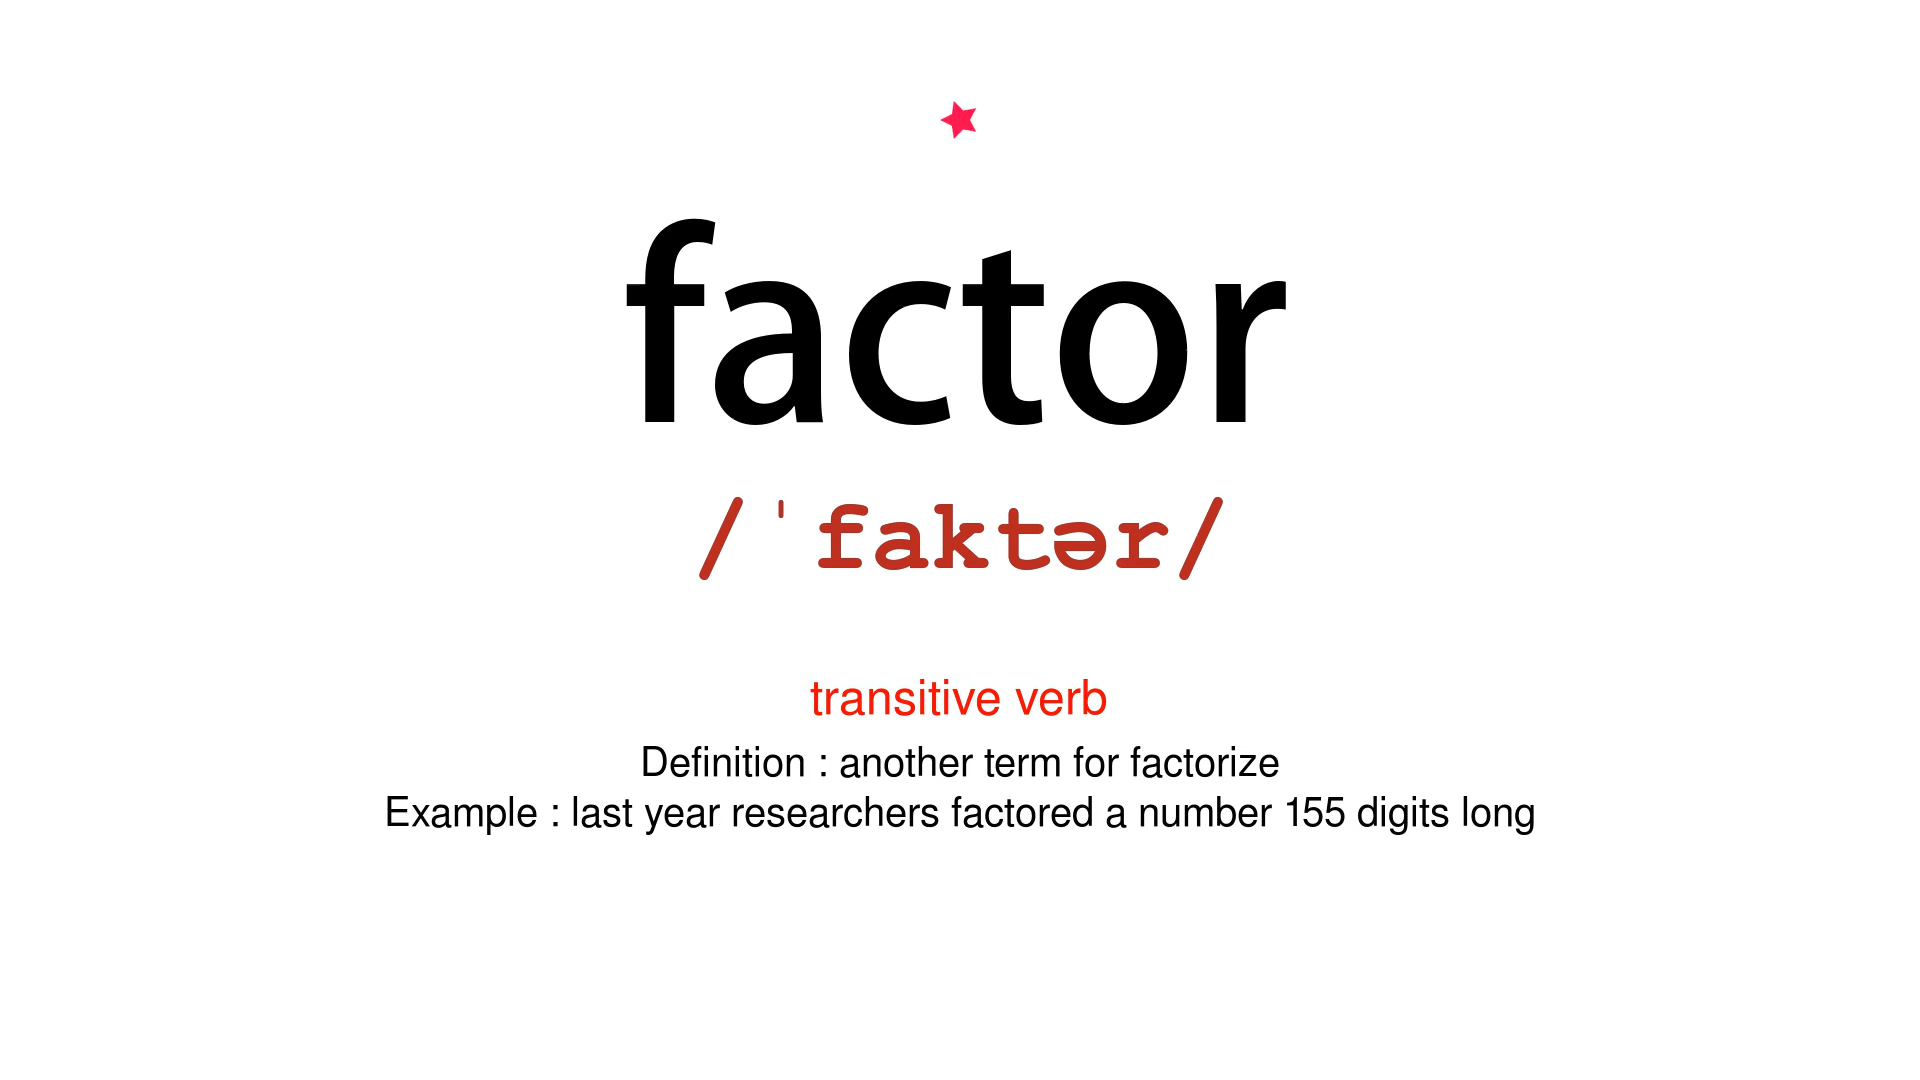 factor
/ˈfaktər/
transitive verb
Definition : another term for factorize
Example : last year researchers factored a number 155 digits long